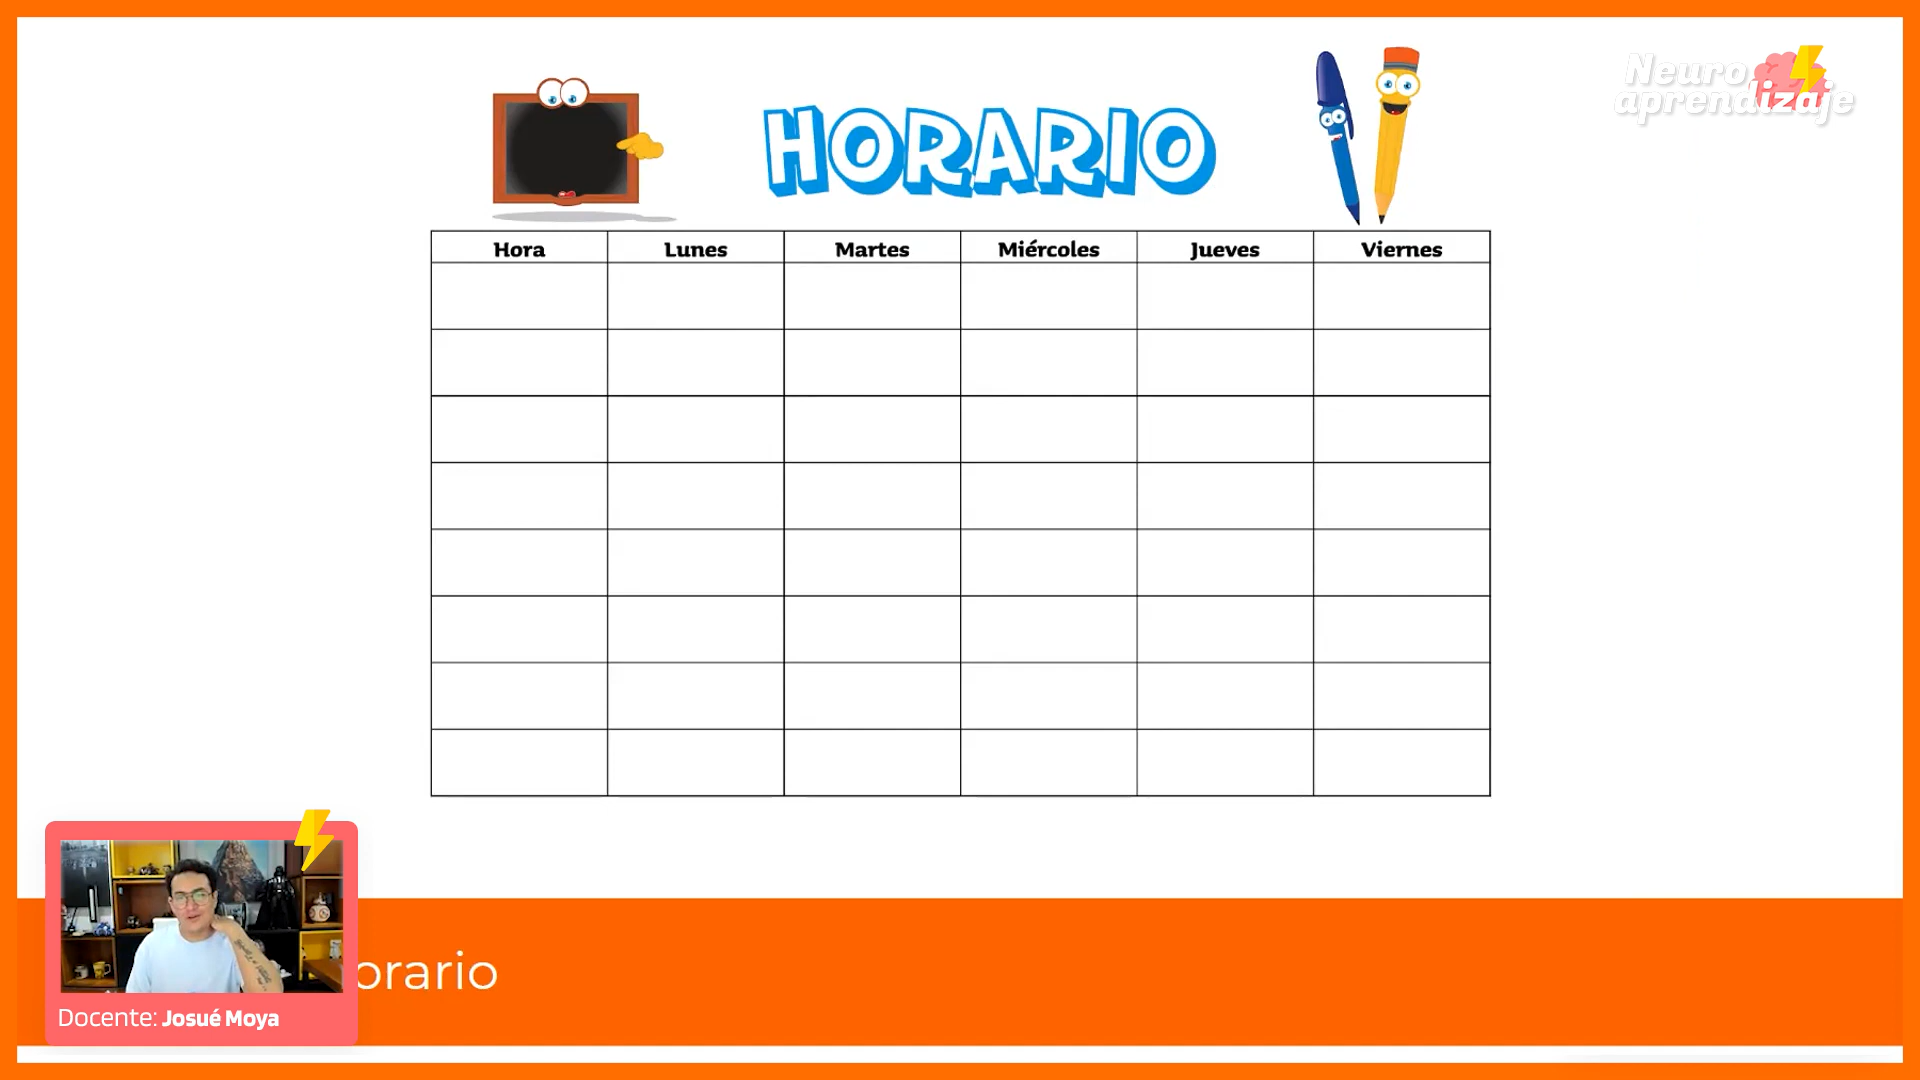 Neuro
aprendizaje
HORARIO
Hora Lunes Martes Miércoles Jueves Viernes
orario
Docente: Josué Moya